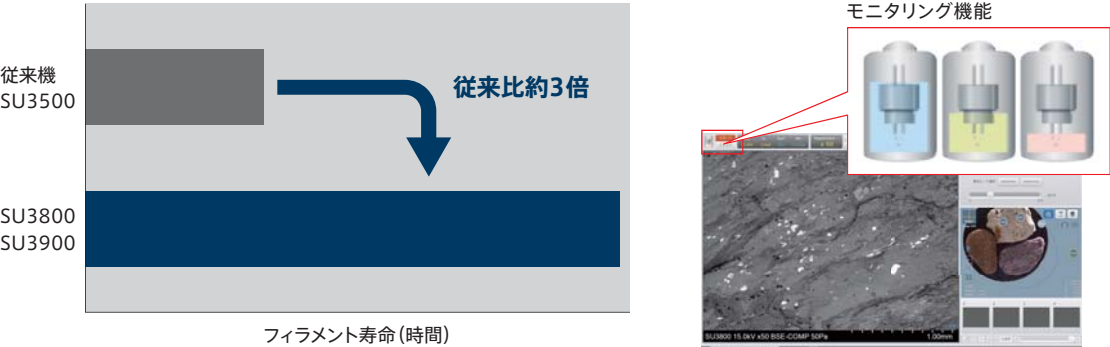 モニタリング機能
従来機
SU3500
従来比約3倍
SU3800
SU3900
フィラメント寿命(時間)
SU3800 15.0kV x50 BSE-COMP 50Pa
1.00mm